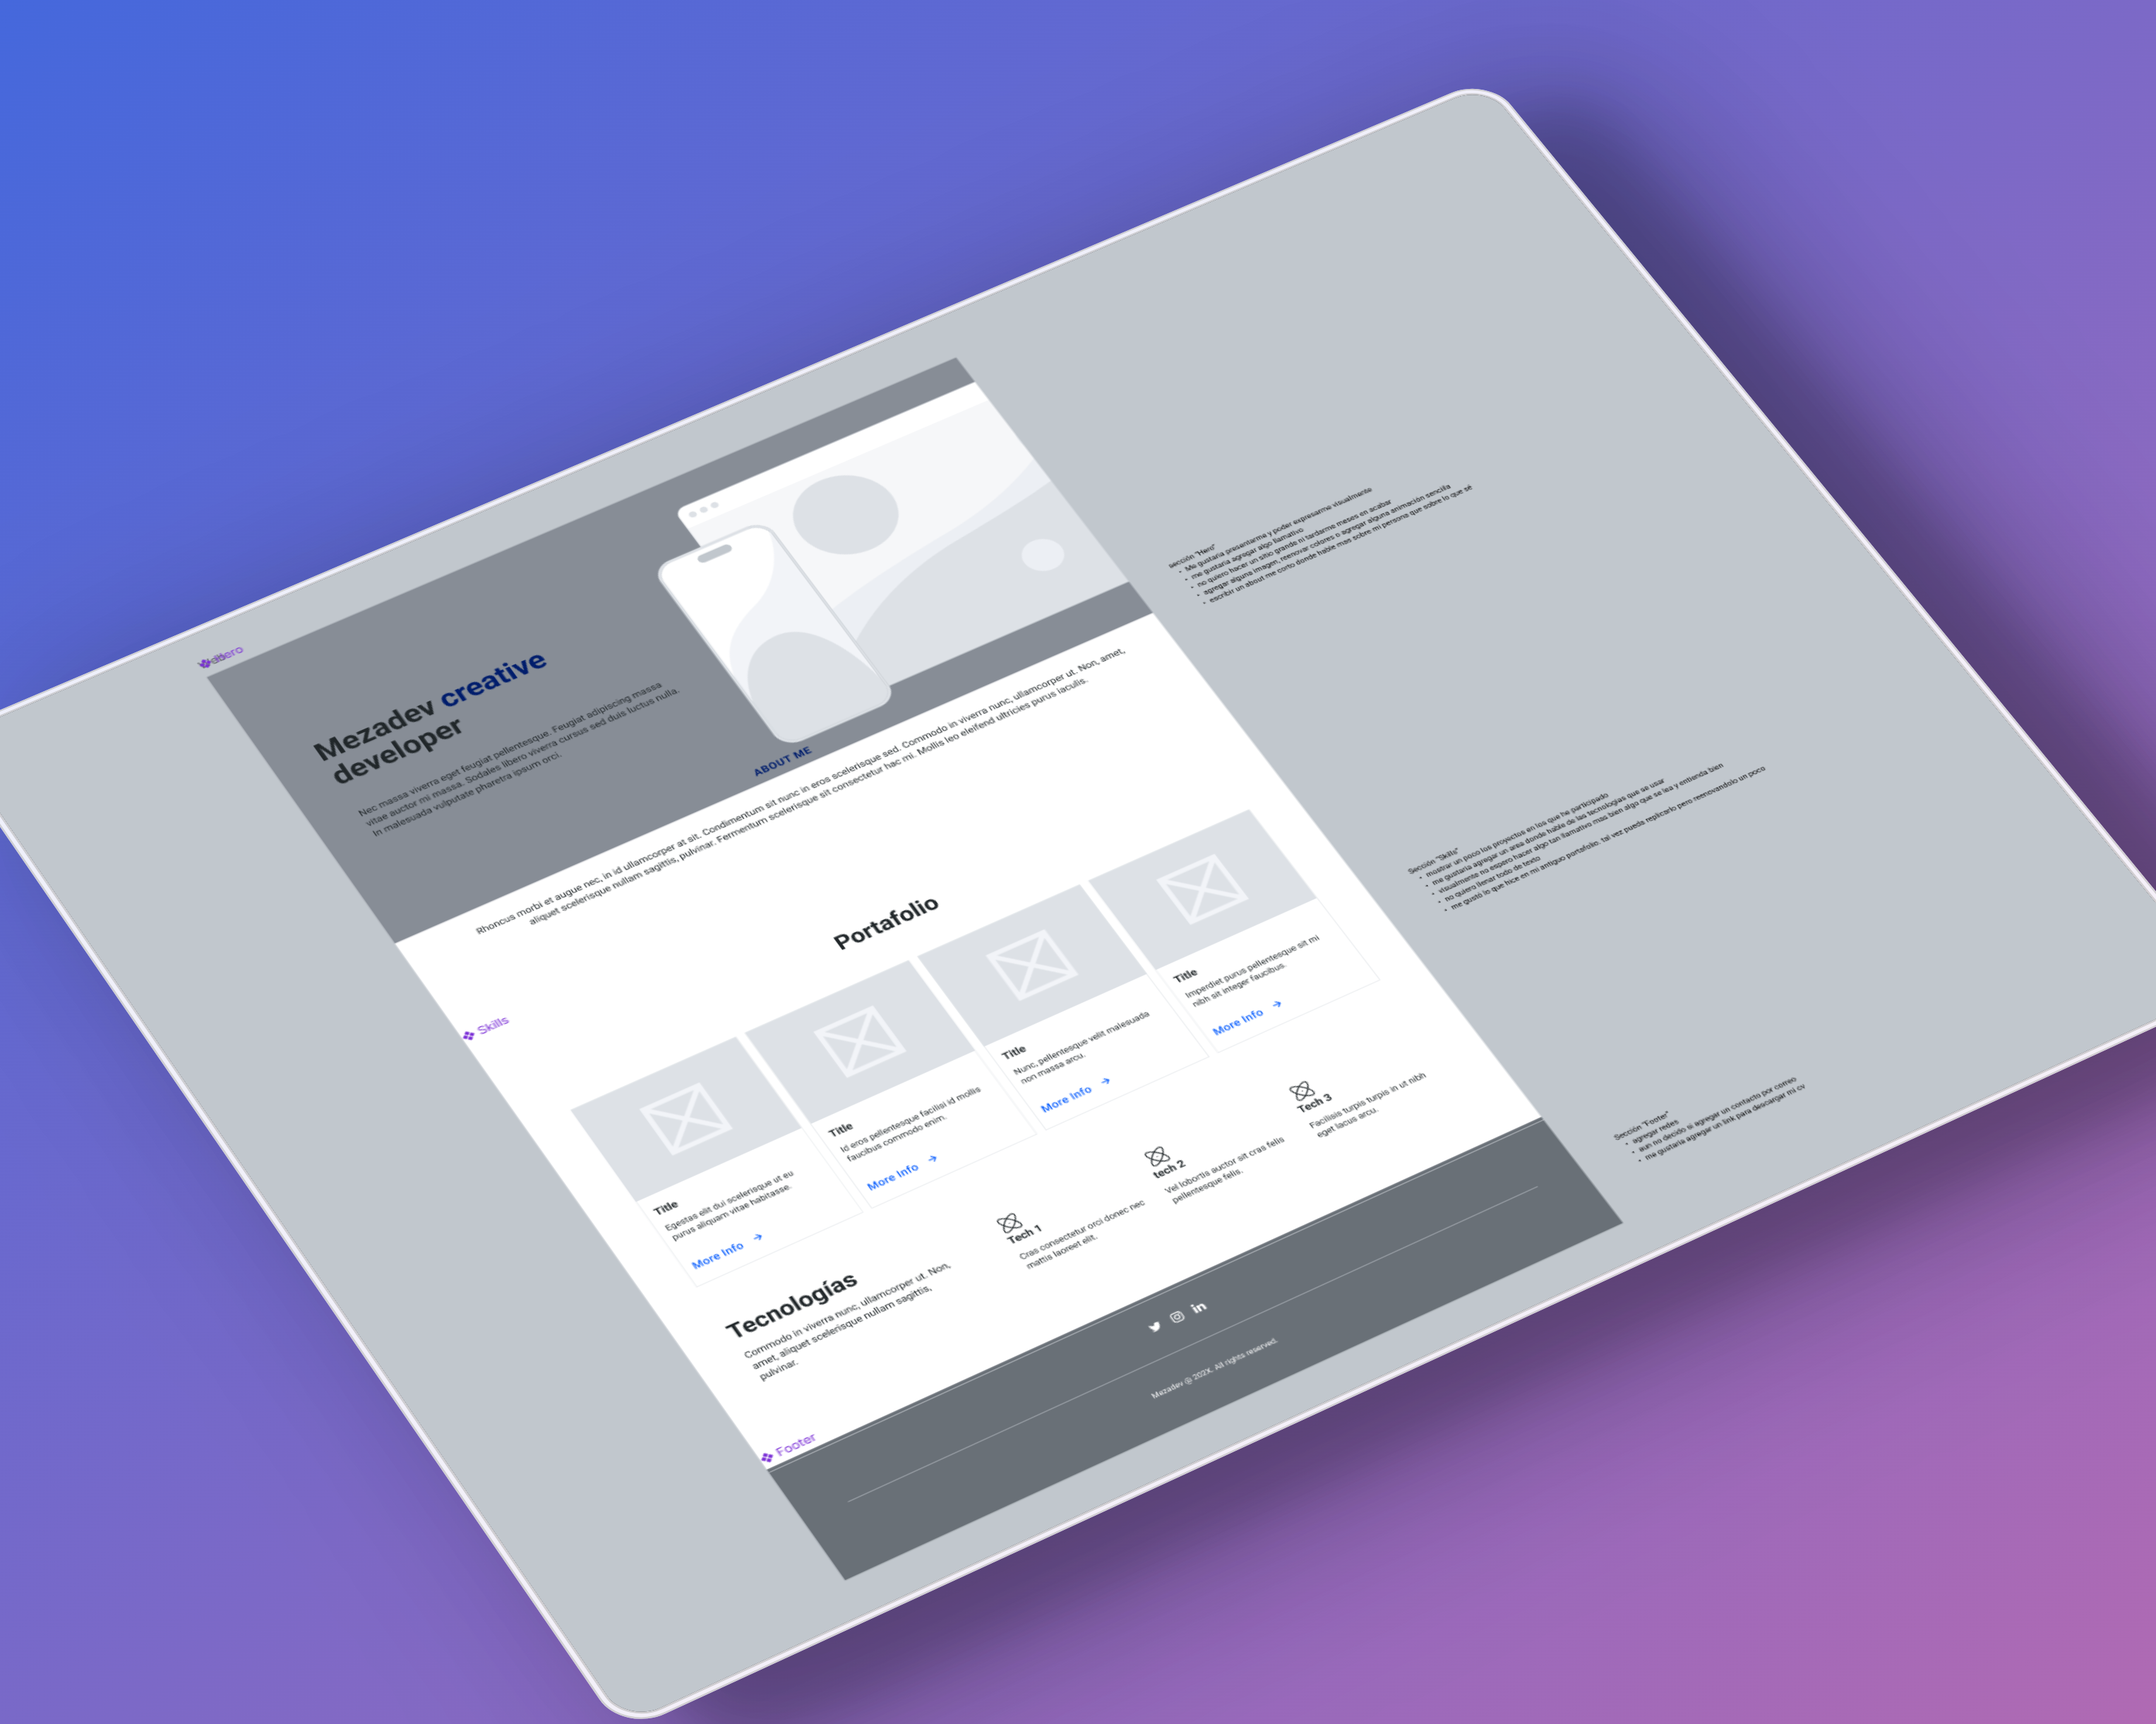 Hero
Mezadev creative
developer
Nec massa viverra eget feugiat pellentesque. Feugiat adipiscing massa
vitae auctor mi massa. Sodales libero viverra cursus sed duis luctus nulla.
In malesuada vulputate pharetra ipsum orci.
ABOUT ME
Rhoncus morbi et augue nec, in id ullamcorper at sit. Condimentum sit nunc in eros scelerisque sed. Commodo in viverra nunc, ullamcorper ut. Non, amet,
aliquet scelerisque nullam sagittis, pulvinar. Fermentum scelerisque sit consectetur hac mi. Mollis leo eleifend ultricies purus iaculis.
Skills
Portafolio
Title
Egestas elit dui scelerisque ut eu
purus aliquam vitae habitasse.
More Info
Title
Id eros pellentesque facilisi id mollis
faucibus commodo enim.
More Info
Title
Nunc, pellentesque velit malesuada
non massa arcu.
More Info
Title
Imperdiet purus pellentesque sit mi
nibh sit integer faucibus.
More Info
Tecnologías
Commodo in viverra nunc, ullamcorper ut. Non,
amet, aliquet scelerisque nullam sagittis,
pulvinar.
Tech 1
Cras consectetur orci donec nec
mattis laoreet elit.
tech 2
Vel lobortis auctor sit cras felis
pellentesque felis.
Tech 3
Facilisis turpis turpis in ut nibh
eget lacus arcu.
Footer
in
Mezadev @ 202X. All rights reserved.
sección "Hero"
• Me gustaria presentarme y poder expresarme visualmente
• me gustaria agregar algo llamativo
• no quiero hacer un sitio grande ni tardarme meses en acabar
• agregar alguna imagen, reenovar colores o agregar alguna animación sencilla
• escribir un about me corto donde hable mas sobre mi persona que sobre lo que sé
Sección "Skills"
• mostrar un poco los proyectos en los que he participado
• me gustaria agregar un area donde hable de las tecnologías que se usar
• visualmente no espero hacer algo tan llamativo mas bien algo que se lea y entienda bien
• no quiero llenar todo de texto
• me gustó lo que hice en mi antiguo portafolio. tal vez pueda replicarlo pero reenovandolo un poco
Sección "Footer"
• agregar redes
• aun no decido si agregar un contacto por correo
• me gustaria agregar un link para descargar mi cv